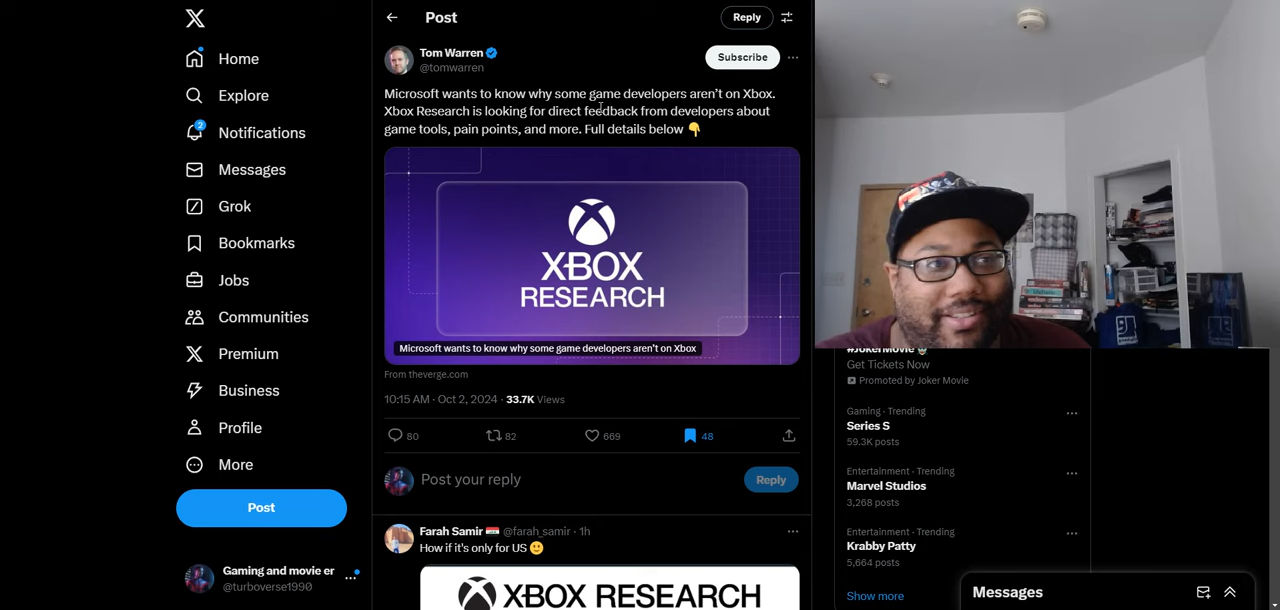 Home
Explore
2
Notifications
Messages
Grok
Bookmarks
Jobs
Communities
Premium
Business
Profile
More
Post
Gaming and movie er
@turboverse1990
Post
Reply
Tom Warren
@tomwarren
Subscribe
Microsoft wants to know why some game developers aren't on Xbox.
Xbox Research is looking for direct feedback from developers about
game tools, pain points, and more. Full details below 👇
XBOX
RESEARCH
Microsoft wants to know why some game developers aren't on Xbox
From theverge.com
10:15 AM · Oct 2, 2024 · 33.7K Views
80
82
669
48
Post your reply
Reply
Farah Samir 🇮🇶 @farah_samir · 1h
How if it's only for US 🙂
XBOX RESEARCH
#JokerMovie
Get Tickets Now
Promoted by Joker Movie
Gaming · Trending
Series S
59.3K posts
Entertainment · Trending
Marvel Studios
3,268 posts
Entertainment · Trending
Krabby Patty
5,664 posts
Show more
Messages